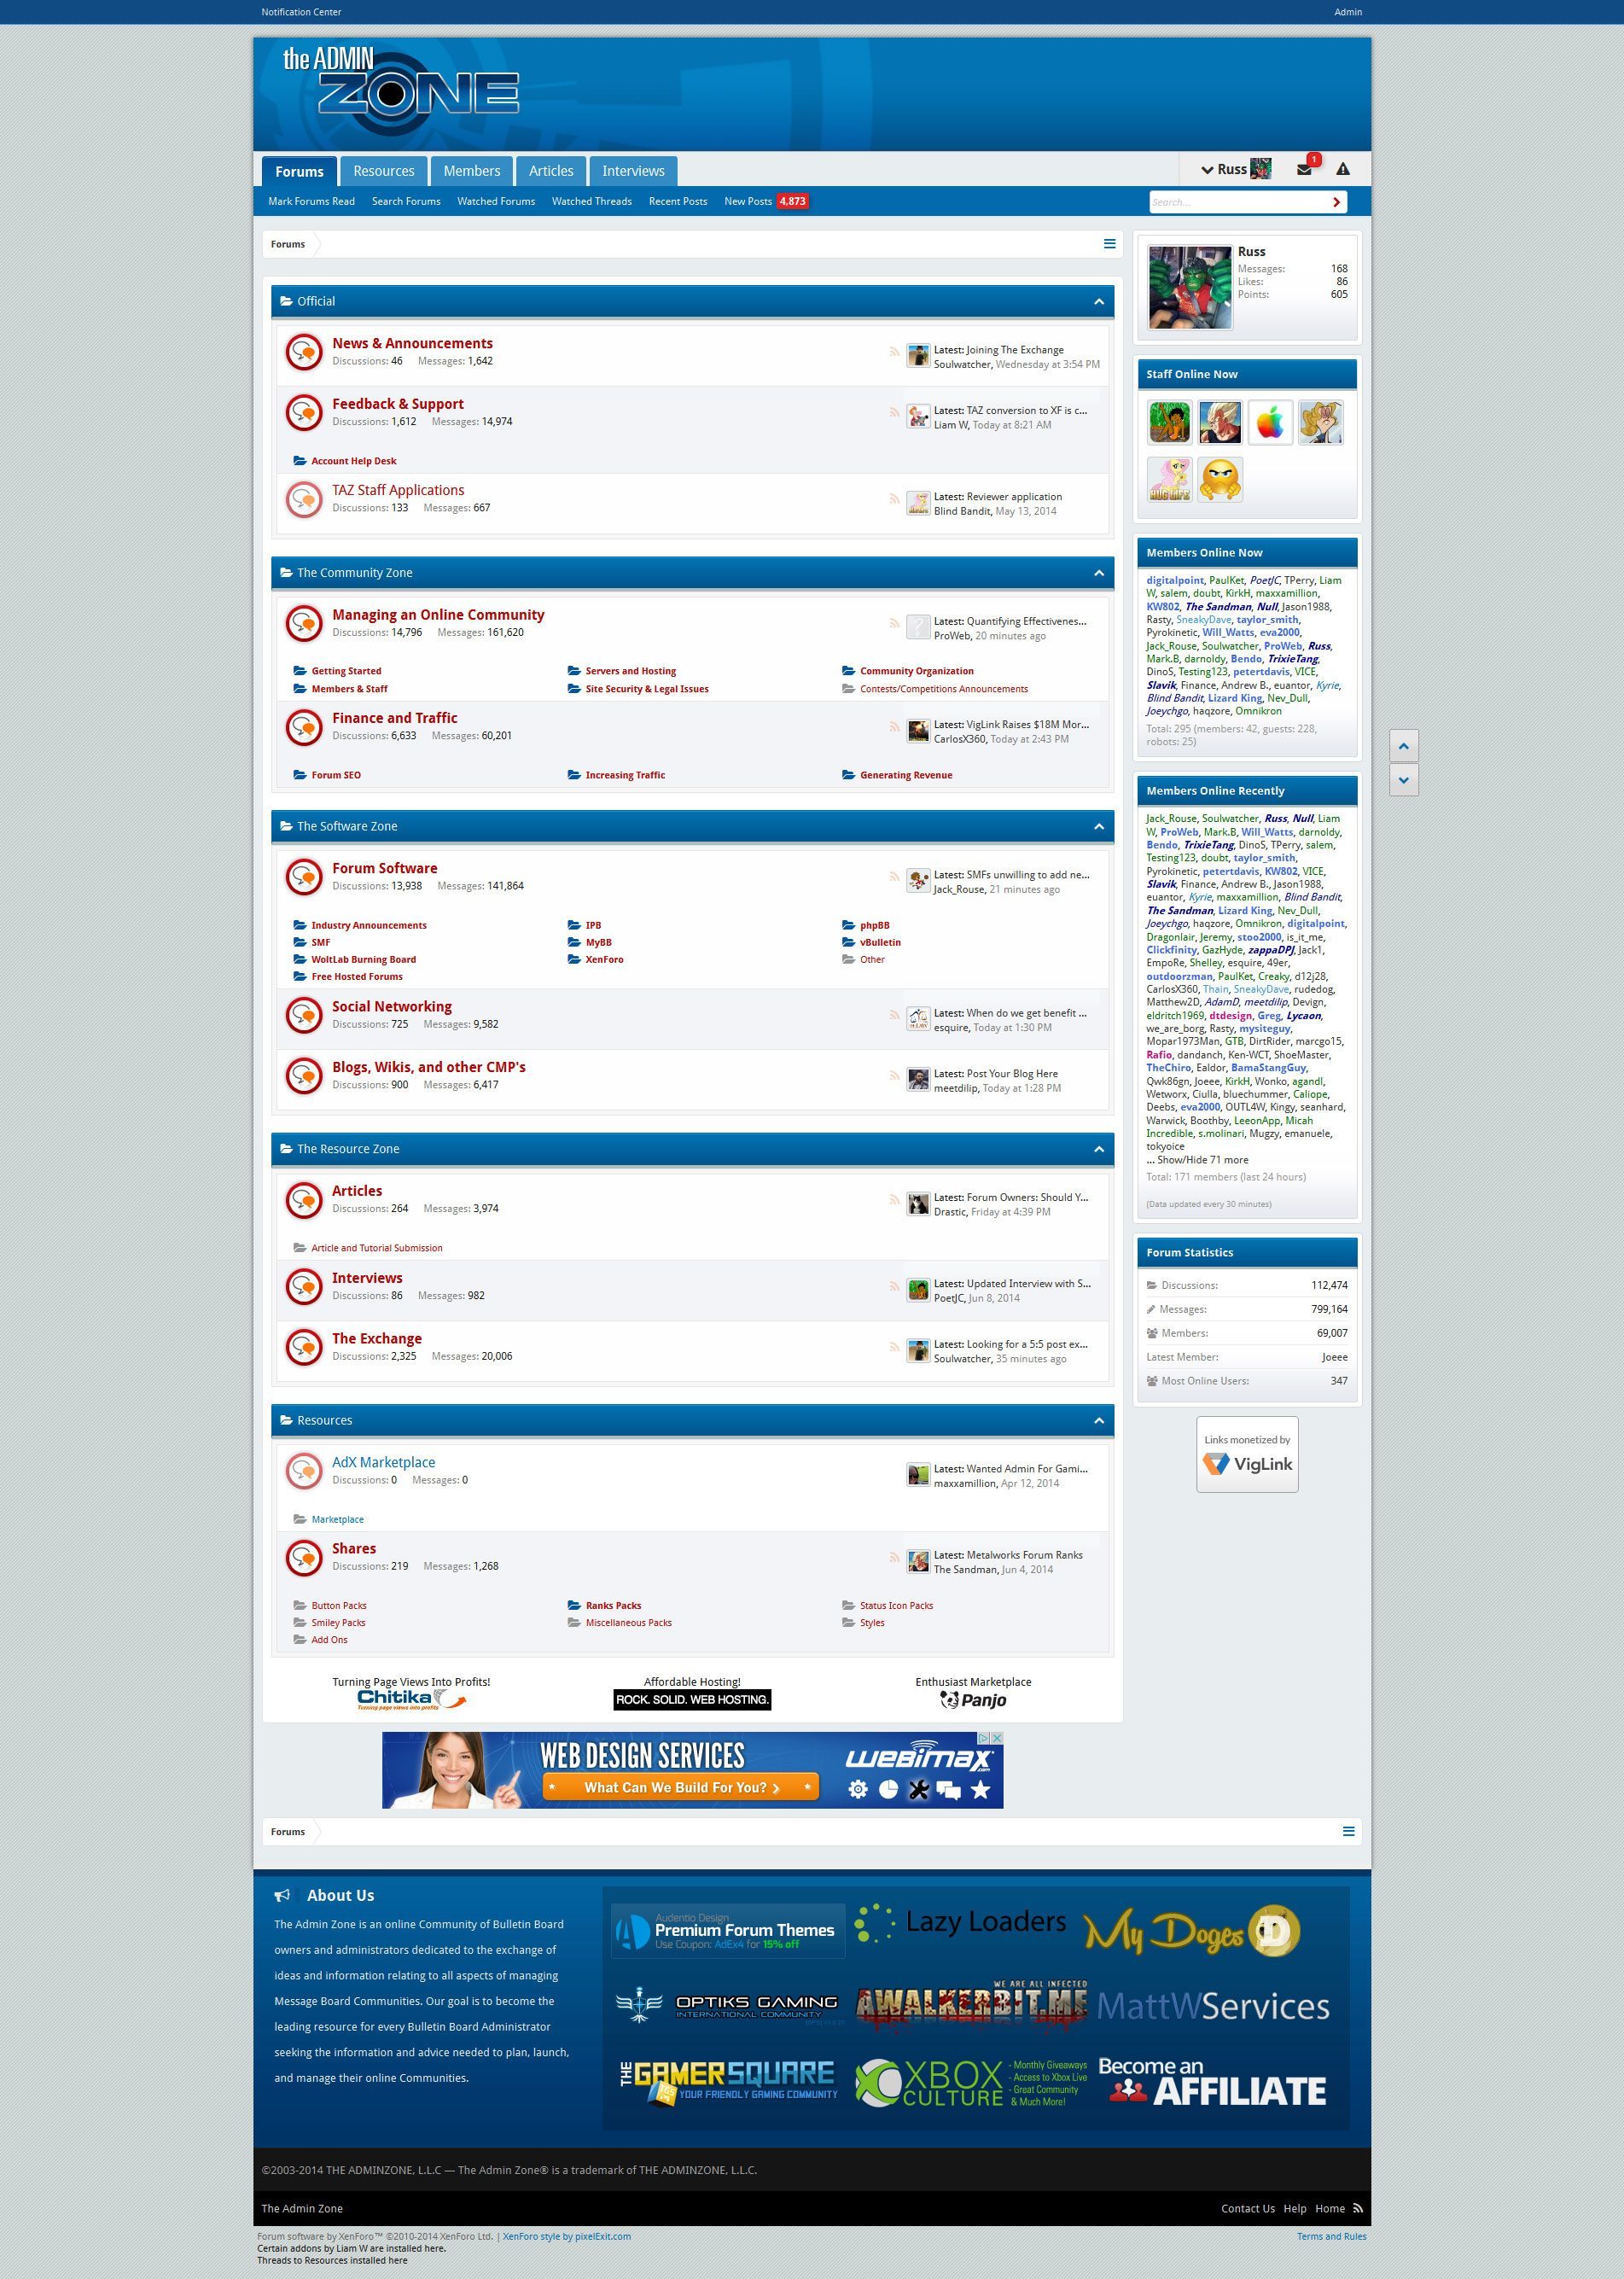 Notification Center
Admin
the ADMIN
ZONE
Forums
Resources
Members
Articles
Interviews
Russ
1
Mark Forums Read
Search Forums
Watched Forums
Watched Threads
Recent Posts
New Posts 4,873
Search...
Forums
Official
News & Announcements
Discussions: 46 Messages: 1,642
Latest: Joining The Exchange
Soulwatcher, Wednesday at 3:54 PM
Feedback & Support
Discussions: 1,612 Messages: 14,974
Latest: TAZ conversion to XF is c...
Liam W, Today at 8:21 AM
Account Help Desk
TAZ Staff Applications
Discussions: 133 Messages: 667
Latest: Reviewer application
Blind Bandit, May 13, 2014
The Community Zone
Managing an Online Community
Discussions: 14,796 Messages: 161,620
Latest: Quantifying Effectivenes...
ProWeb, 20 minutes ago
Getting Started
Servers and Hosting
Community Organization
Members & Staff
Site Security & Legal Issues
Contests/Competitions Announcements
Finance and Traffic
Discussions: 6,633 Messages: 60,201
Latest: VigLink Raises $18M Mor...
CarlosX360, Today at 2:43 PM
Forum SEO
Increasing Traffic
Generating Revenue
The Software Zone
Forum Software
Discussions: 13,938 Messages: 141,864
Latest: SMFs unwilling to add ne...
Jack_Rouse, 21 minutes ago
Industry Announcements
IPB
phpBB
SMF
MyBB
vBulletin
WoltLab Burning Board
XenForo
Other
Free Hosted Forums
Social Networking
Discussions: 725 Messages: 9,582
Latest: When do we get benefit ...
esquire, Today at 1:30 PM
Blogs, Wikis, and other CMP's
Discussions: 900 Messages: 6,417
Latest: Post Your Blog Here
meetdilip, Today at 1:28 PM
The Resource Zone
Articles
Discussions: 264 Messages: 3,974
Latest: Forum Owners: Should Y...
Drastic, Friday at 4:39 PM
Article and Tutorial Submission
Interviews
Discussions: 86 Messages: 982
Latest: Updated Interview with S...
PoetJC, Jun 8, 2014
The Exchange
Discussions: 2,325 Messages: 20,006
Latest: Looking for a 5:5 post ex...
Soulwatcher, 35 minutes ago
Resources
AdX Marketplace
Discussions: 0 Messages: 0
Latest: Wanted Admin For Gami...
maxxamillion, Apr 12, 2014
Marketplace
Shares
Discussions: 219 Messages: 1,268
Latest: Metalworks Forum Ranks
The Sandman, Jun 4, 2014
Button Packs
Ranks Packs
Status Icon Packs
Smiley Packs
Miscellaneous Packs
Styles
Add Ons
Turning Page Views Into Profits!
Chitika
Turning page views into profits
Affordable Hosting!
ROCK. SOLID. WEB HOSTING.
Enthusiast Marketplace
Panjo
Russ
Messages: 168
Likes: 86
Points: 605
Staff Online Now
HUG LIFE
Members Online Now
digitalpoint, PaulKet, PoetJC, TPerry, Liam
W, salem, doubt, KirkH, maxxamillion,
KW802, The Sandman, Null, Jason1988,
Rasty, SneakyDave, taylor_smith,
Pyrokinetic, Will_Watts, eva2000,
Jack_Rouse, Soulwatcher, ProWeb, Russ,
Mark.B, darnoldy, Bendo, TrixieTang,
DinoS, Testing123, petertdavis, VICE,
Slavik, Finance, Andrew B., euantor, Kyrie,
Blind Bandit, Lizard King, Nev_Dull,
Joeychgo, haqzore, Omnikron
Total: 295 (members: 42, guests: 228,
robots: 25)
Members Online Recently
Jack_Rouse, Soulwatcher, Russ, Null, Liam
W, ProWeb, Mark.B, Will_Watts, darnoldy,
Bendo, TrixieTang, DinoS, TPerry, salem,
Testing123, doubt, taylor_smith,
Pyrokinetic, petertdavis, KW802, VICE,
Slavik, Finance, Andrew B., Jason1988,
euantor, Kyrie, maxxamillion, Blind Bandit,
The Sandman, Lizard King, Nev_Dull,
Joeychgo, haqzore, Omnikron, digitalpoint,
Dragonlair, Jeremy, stoo2000, is_it_me,
Clickfinity, GazHyde, zappaDPJ, Jack1,
EmpoRe, Shelley, esquire, 49er,
outdoorzman, PaulKet, Creaky, d12j28,
CarlosX360, Thain, SneakyDave, rudedog,
Matthew2D, AdamD, meetdilip, Devign,
eldritch1969, dtdesign, Greg, Lycaon,
we_are_borg, Rasty, mysiteguy,
Mopar1973Man, GTB, DirtRider, marcgo15,
Rafio, dandanch, Ken-WCT, ShoeMaster,
TheChiro, Ealdor, BamaStangGuy,
Qwk86gn, Joeee, KirkH, Wonko, agandl,
Wetworx, Ciulla, bluechummer, Caliope,
Deebs, eva2000, OUTL4W, Kingy, seanhard,
Warwick, Boothby, LeeonApp, Micah
Incredible, s.molinari, Mugzy, emanuele,
tokyoice
... Show/Hide 71 more
Total: 171 members (last 24 hours)
(Data updated every 30 minutes)
Forum Statistics
Discussions: 112,474
Messages: 799,164
Members: 69,007
Latest Member: Joeee
Most Online Users: 347
Links monetized by
VigLink
WEB DESIGN SERVICES
What Can We Build For You?
webimax.com
Forums
About Us
The Admin Zone is an online Community of Bulletin Board
owners and administrators dedicated to the exchange of
ideas and information relating to all aspects of managing
Message Board Communities. Our goal is to become the
leading resource for every Bulletin Board Administrator
seeking the information and advice needed to plan, launch,
and manage their online Communities.
Audentio Design
Premium Forum Themes
Use Coupon: AdEx4 for 15% off
Lazy Loaders
My Doges
OPTIKS GAMING
INTERNATIONAL COMMUNITY
WE ARE ALL INFECTED
AWALKERBIT.ME
MattWServices
THE GAMERSQUARE
YOUR FRIENDLY GAMING COMMUNITY
XBOX
CULTURE
- Monthly Giveaways
- Access to Xbox Live
- Great Community
& Much More!
Become an
AFFILIATE
©2003-2014 THE ADMINZONE, L.L.C — The Admin Zone® is a trademark of THE ADMINZONE, L.L.C.
The Admin Zone
Contact Us Help Home
Forum software by XenForo™ ©2010-2014 XenForo Ltd. | XenForo style by pixelExit.com
Terms and Rules
Certain addons by Liam W are installed here.
Threads to Resources installed here